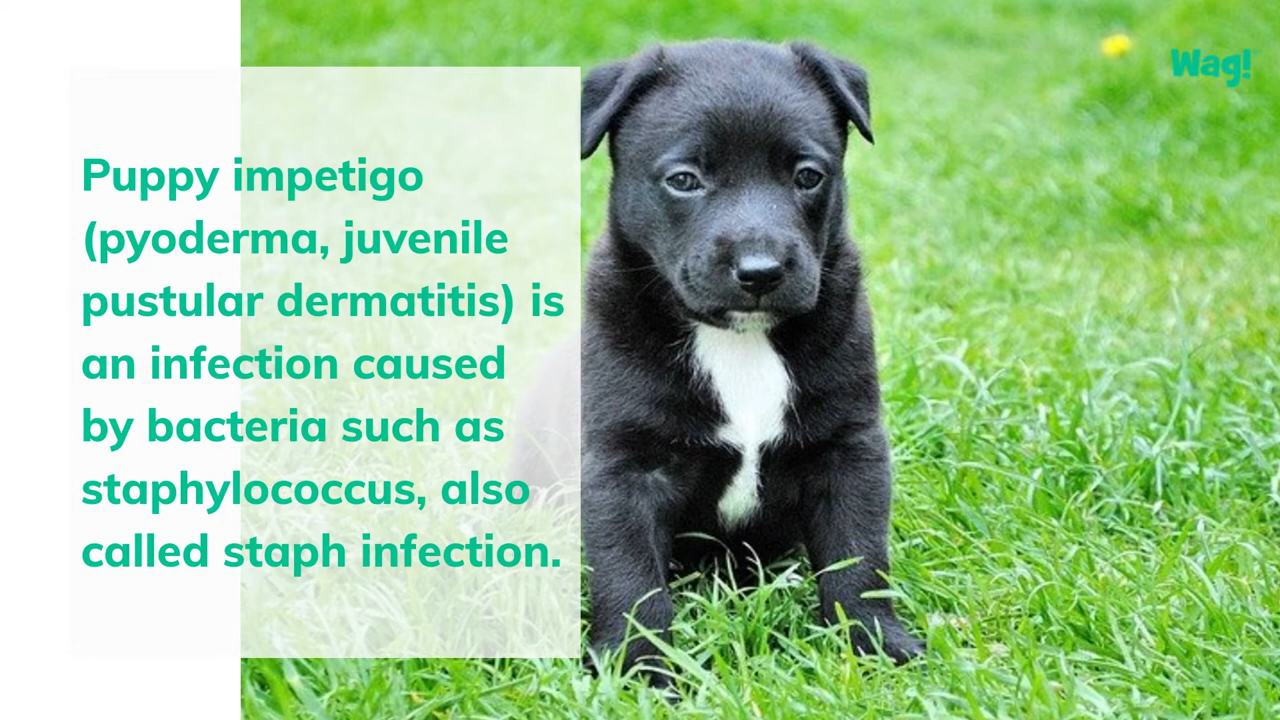 Wag!
Puppy impetigo
(pyoderma, juvenile
pustular dermatitis) is
an infection caused
by bacteria such as
staphylococcus, also
called staph infection.